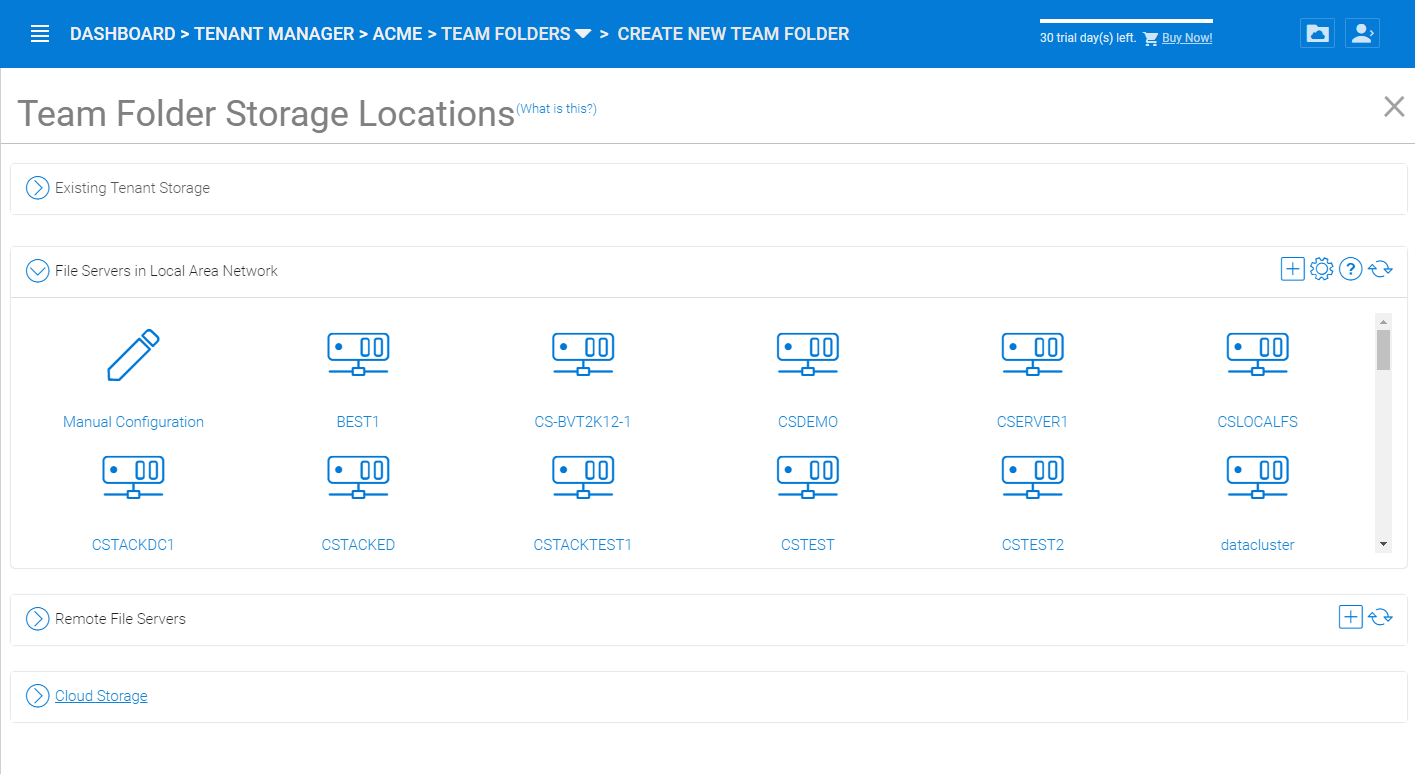 DASHBOARD > TENANT MANAGER > ACME > TEAM FOLDERS > CREATE NEW TEAM FOLDER
30 trial day(s) left. Buy Now!
Team Folder Storage Locations (What is this?)
Existing Tenant Storage
File Servers in Local Area Network
Manual Configuration BEST1 CS-BVT2K12-1 CSDEMO CSERVER1 CSLOCALFS
CSTACKDC1 CSTACKED CSTACKTEST1 CSTEST CSTEST2 datacluster
Remote File Servers
Cloud Storage